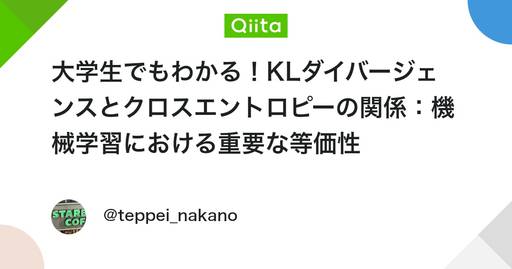 Qiita
大学生でもわかる！KLダイバージェ
ンスとクロスエントロピーの関係：機
械学習における重要な等価性
@teppei_nakano